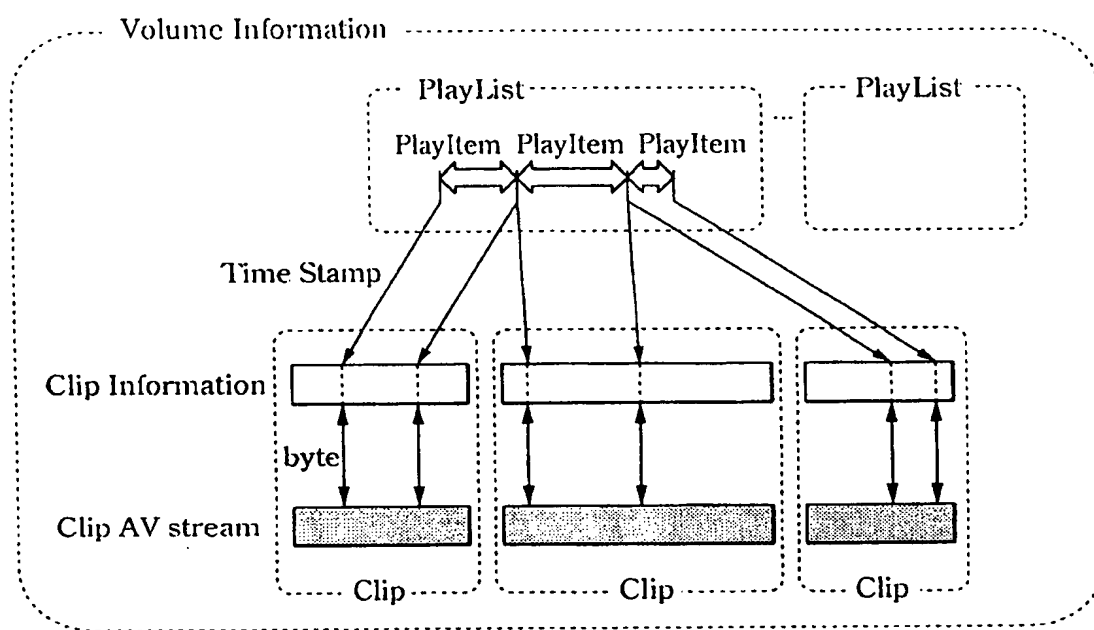 Volume Information
PlayList
...
PlayList
PlayItem PlayItem PlayItem
Time Stamp
Clip Information
byte
Clip AV stream
Clip
Clip
Clip